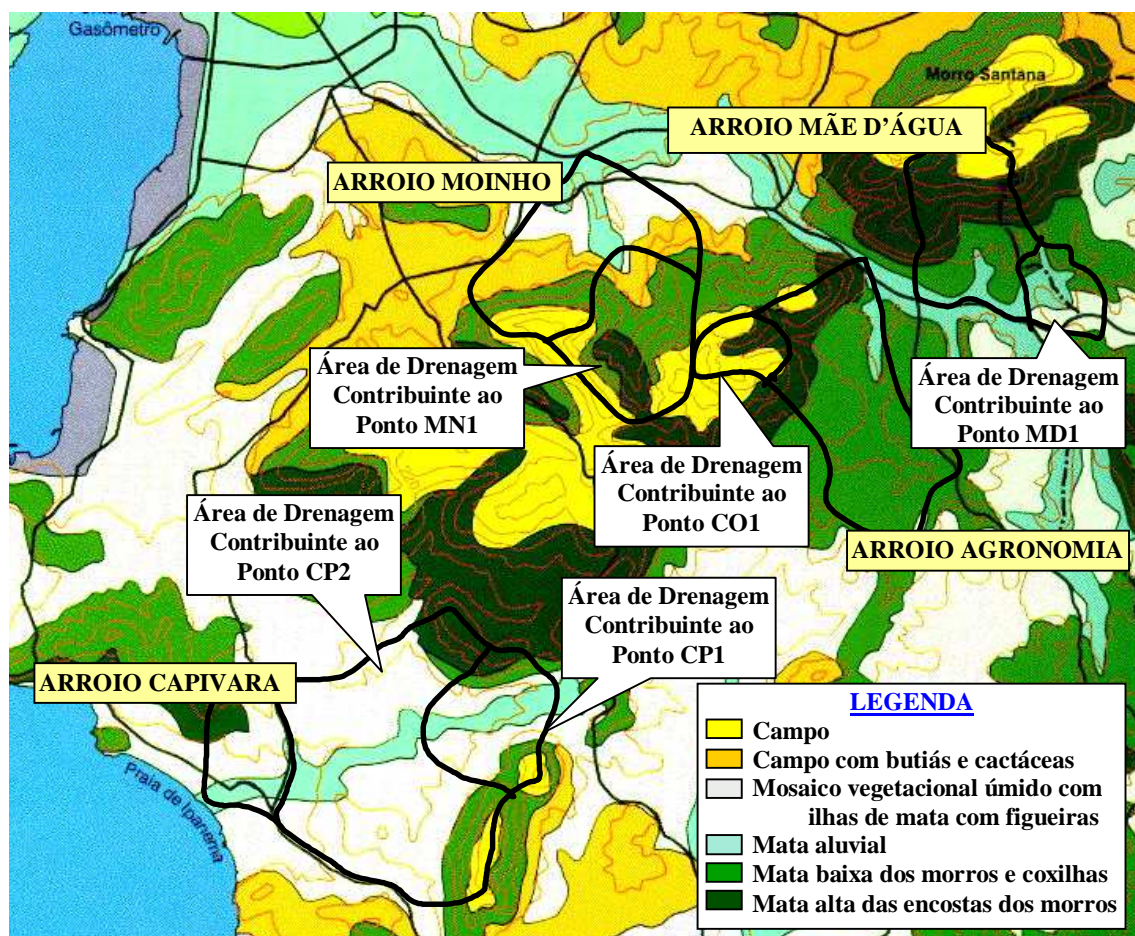 Gasômetro
Morro Santana
ARROIO MÃE D'ÁGUA
ARROIO MOINHO
Área de Drenagem
Contribuinte ao
Ponto MN1
Área de Drenagem
Contribuinte ao
Ponto MD1
Área de Drenagem
Contribuinte ao
Ponto CO1
Área de Drenagem
Contribuinte ao
Ponto CP2
ARROIO AGRONOMIA
Área de Drenagem
Contribuinte ao
Ponto CP1
ARROIO CAPIVARA
Praia de Ipanema
LEGENDA
Campo
Campo com butiás e cactáceas
Mosaico vegetacional úmido com
ilhas de mata com figueiras
Mata aluvial
Mata baixa dos morros e coxilhas
Mata alta das encostas dos morros